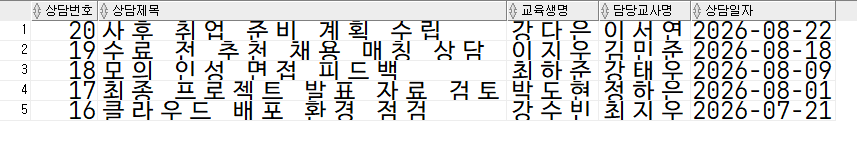 상담번호 상담제목 교육생명 담당교사명 상담일자
1 20 사후 취업 준비 계획 수립 강다은 이서연 2026-08-22
2 19 수료 전 추천 채용 매칭 상담 이지우 김민준 2026-08-18
3 18 모의 인성 면접 피드백 최하준 강태우 2026-08-09
4 17 최종 프로젝트 발표 자료 검토 박도현 정하은 2026-08-01
5 16 클라우드 배포 환경 점검 강수빈 최지우 2026-07-21